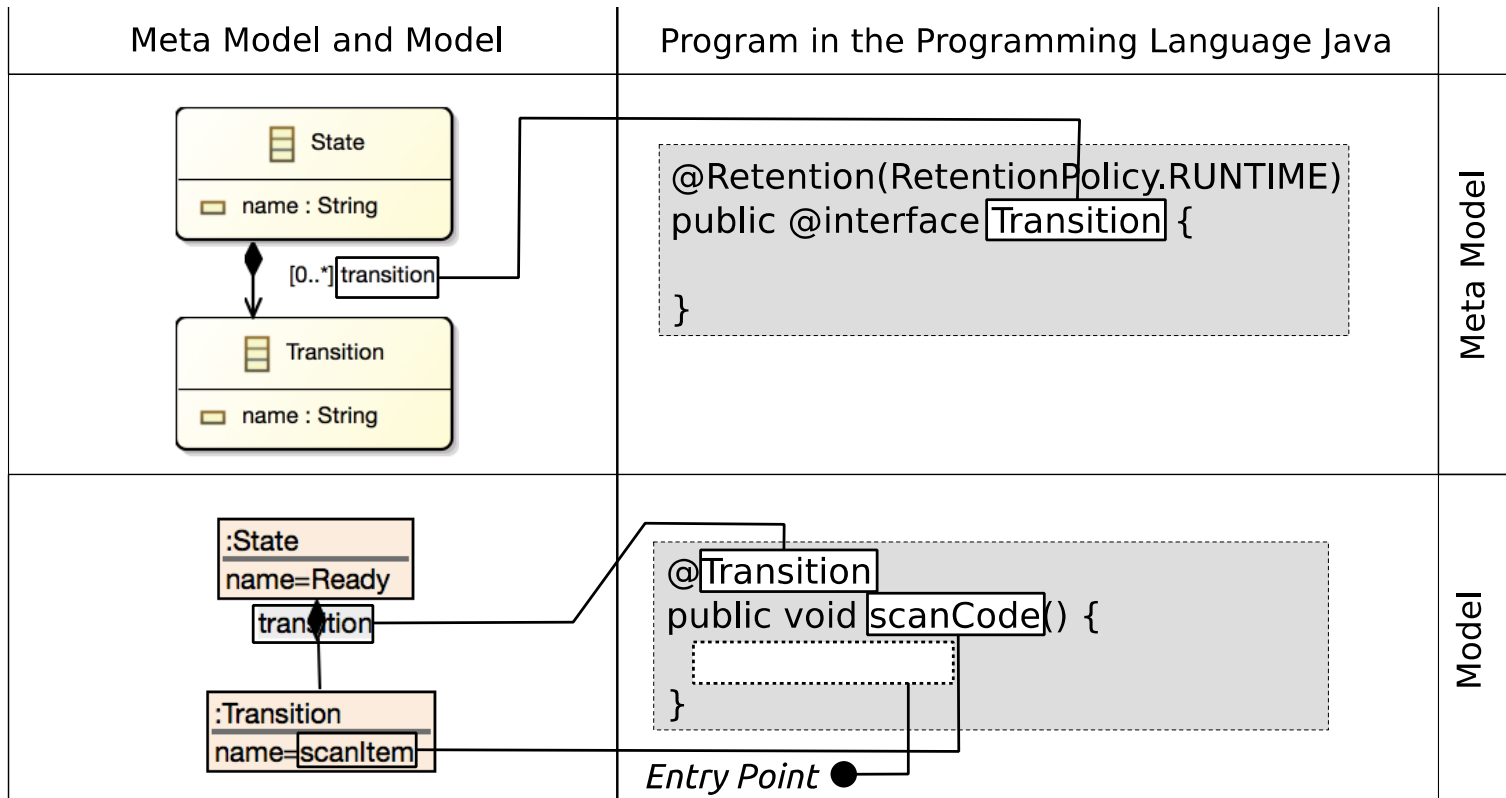 Meta Model and Model
Program in the Programming Language Java
State
name : String
[0..*] transition
Transition
name : String
@Retention(RetentionPolicy.RUNTIME)
public @interface Transition {
}
Meta Model
:State
name=Ready
transition
:Transition
name=scanItem
@Transition
public void scanCode() {
}
Entry Point
Model